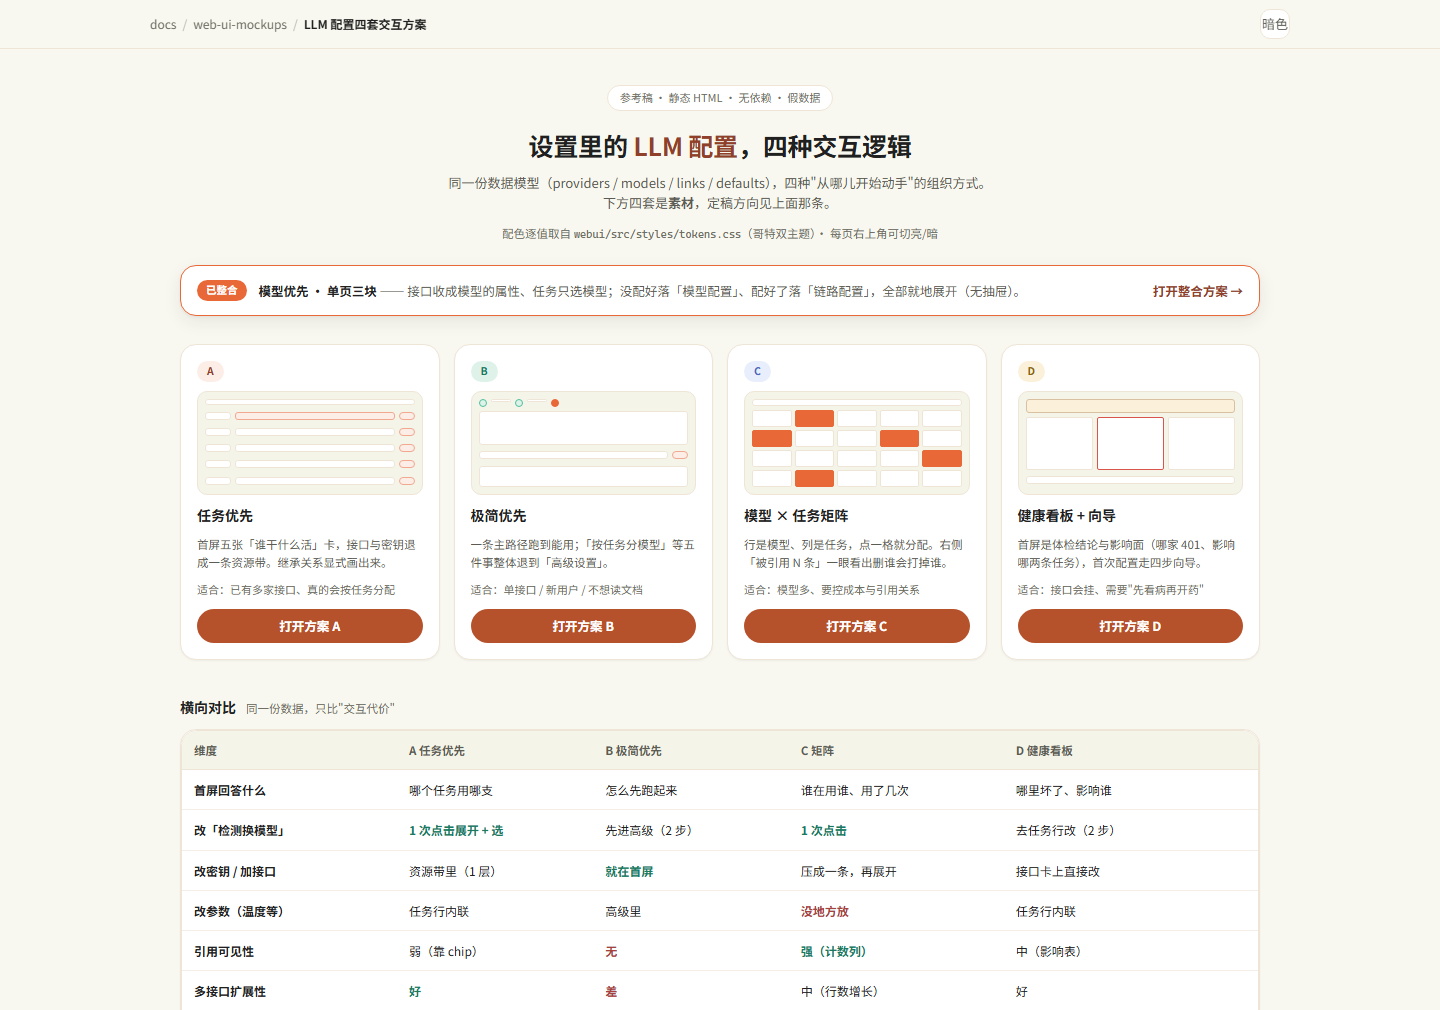 docs / web-ui-mockups / LLM 配置四套交互方案
暗色
参考稿 · 静态 HTML · 无依赖 · 假数据
设置里的 LLM 配置，四种交互逻辑
同一份数据模型（providers / models / links / defaults），四种"从哪儿开始动手"的组织方式。
下方四套是素材，定稿方向见上面那条。
配色逐值取自 webui/src/styles/tokens.css（哥特双主题）· 每页右上角可切亮/暗
已整合 模型优先 · 单页三块 —— 接口收成模型的属性、任务只选模型；没配好落「模型配置」、配好了落「链路配置」，全部就地展开（无抽屉）。 打开整合方案 →
A
任务优先
首屏五张「谁干什么活」卡，接口与密钥退
成一条资源带。继承关系显式画出来。
适合：已有多家接口、真的会按任务分配
打开方案 A
B
极简优先
一条主路径跑到能用；「按任务分模型」等五
件事整体退到「高级设置」。
适合：单接口 / 新用户 / 不想读文档
打开方案 B
C
模型 × 任务矩阵
行是模型、列是任务，点一格就分配。右侧
「被引用 N 条」一眼看出删谁会打掉谁。
适合：模型多、要控成本与引用关系
打开方案 C
D
健康看板 + 向导
首屏是体检结论与影响面（哪家 401、影响
哪两条任务），首次配置走四步向导。
适合：接口会挂、需要"先看病再开药"
打开方案 D
横向对比 同一份数据，只比"交互代价"
维度 A 任务优先 B 极简优先 C 矩阵 D 健康看板
首屏回答什么 哪个任务用哪支 怎么先跑起来 谁在用谁、用了几次 哪里坏了、影响谁
改「检测换模型」 1 次点击展开 + 选 先进高级（2 步） 1 次点击 去任务行改（2 步）
改密钥 / 加接口 资源带里（1 层） 就在首屏 压成一条，再展开 接口卡上直接改
改参数（温度等） 任务行内联 高级里 没地方放 任务行内联
引用可见性 弱（靠 chip） 无 强（计数列） 中（影响表）
多接口扩展性 好 差 中（行数增长） 好